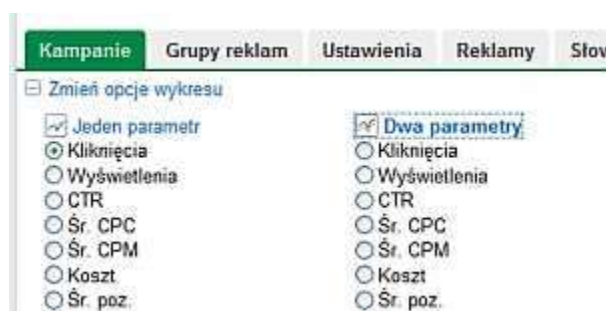 Kampanie Grupy reklam Ustawienia Reklamy Słow
Zmień opcje wykresu
Jeden parametr Dwa parametry
Kliknięcia Kliknięcia
Wyświetlenia Wyświetlenia
CTR CTR
Śr. CPC Śr. CPC
Śr. CPM Śr. CPM
Koszt Koszt
Śr. poz. Śr. poz.